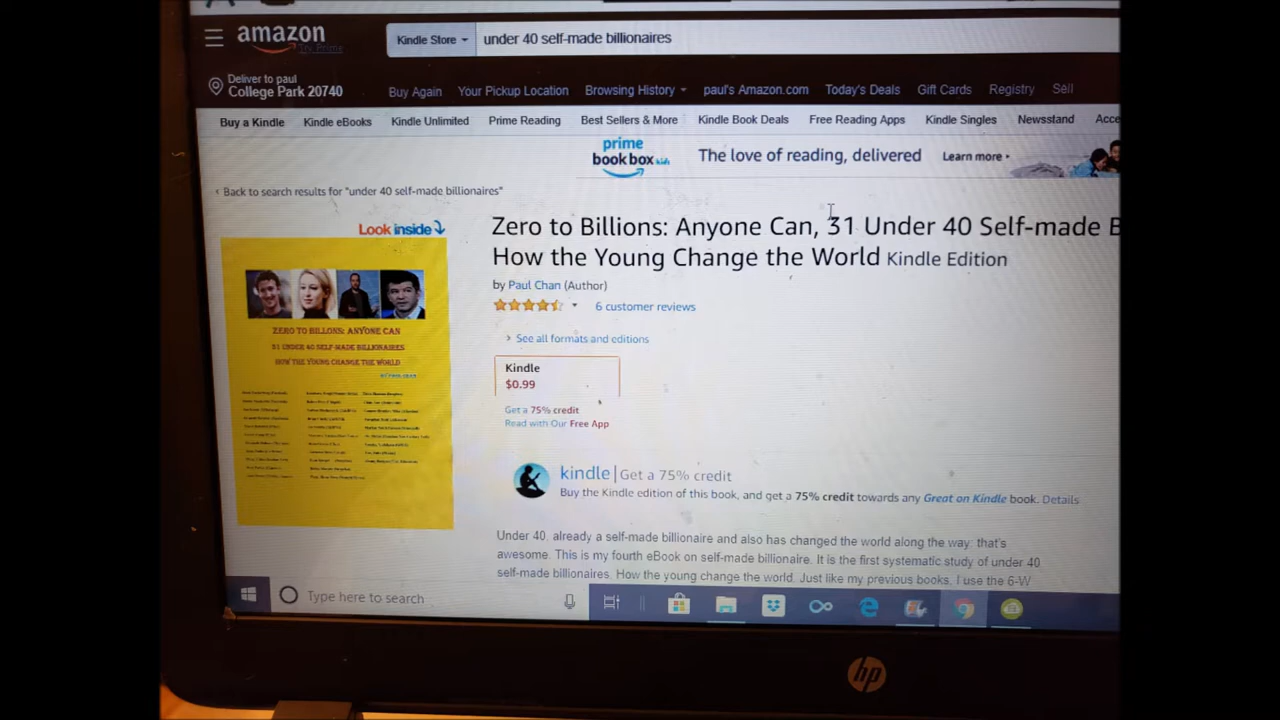 amazon
Try Prime
Kindle Store
under 40 self-made billionaires
Deliver to paul
College Park 20740
Buy Again
Your Pickup Location
Browsing History
paul's Amazon.com
Today's Deals
Gift Cards
Registry
Sell
Buy a Kindle
Kindle eBooks
Kindle Unlimited
Prime Reading
Best Sellers & More
Kindle Book Deals
Free Reading Apps
Kindle Singles
Newsstand
Acce
prime
book box kids
The love of reading, delivered
Learn more
‹ Back to search results for "under 40 self-made billionaires"
Look inside
Zero to Billions: Anyone Can, 31 Under 40 Self-made B
How the Young Change the World Kindle Edition
by Paul Chan (Author)
6 customer reviews
See all formats and editions
Kindle
$0.99
Get a 75% credit
Read with Our Free App
ZERO TO BILLONS: ANYONE CAN
31 UNDER 40 SELF-MADE BILLIONAIRES
HOW THE YOUNG CHANGE THE WORLD
BY PAUL CHAN
kindle | Get a 75% credit
Buy the Kindle edition of this book, and get a 75% credit towards any Great on Kindle book. Details
Under 40, already a self-made billionaire and also has changed the world along the way: that's
awesome. This is my fourth eBook on self-made billionaire. It is the first systematic study of under 40
self-made billionaires. How the young change the world. Just like my previous books, I use the 6-W
Type here to search
hp